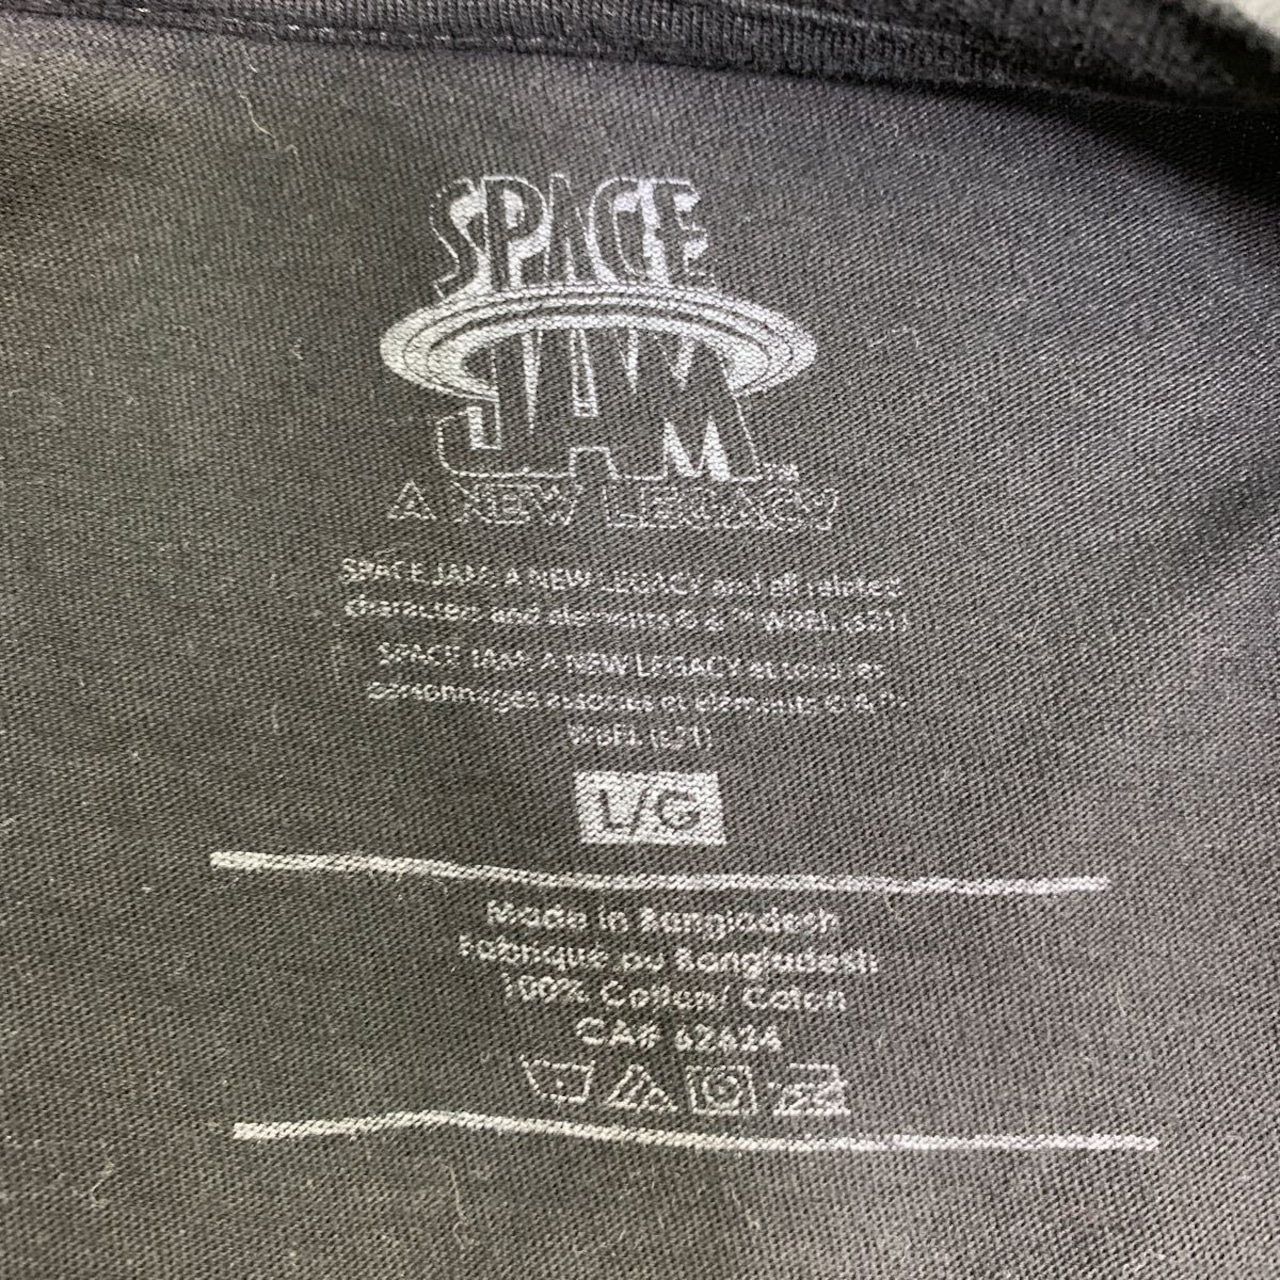 SPACE
JAM
A NEW LEGACY
SPACE JAM: A NEW LEGACY and all related
characters and elements © & ™ WBEI. (s21)
SPACE JAM: A NEW LEGACY et tous les
personnages associés et éléments © & ™
WBEI. (s21)
L/G
Made in Bangladesh
Fabriqué au Bangladesh
100% Cotton/ Coton
CA# 62624